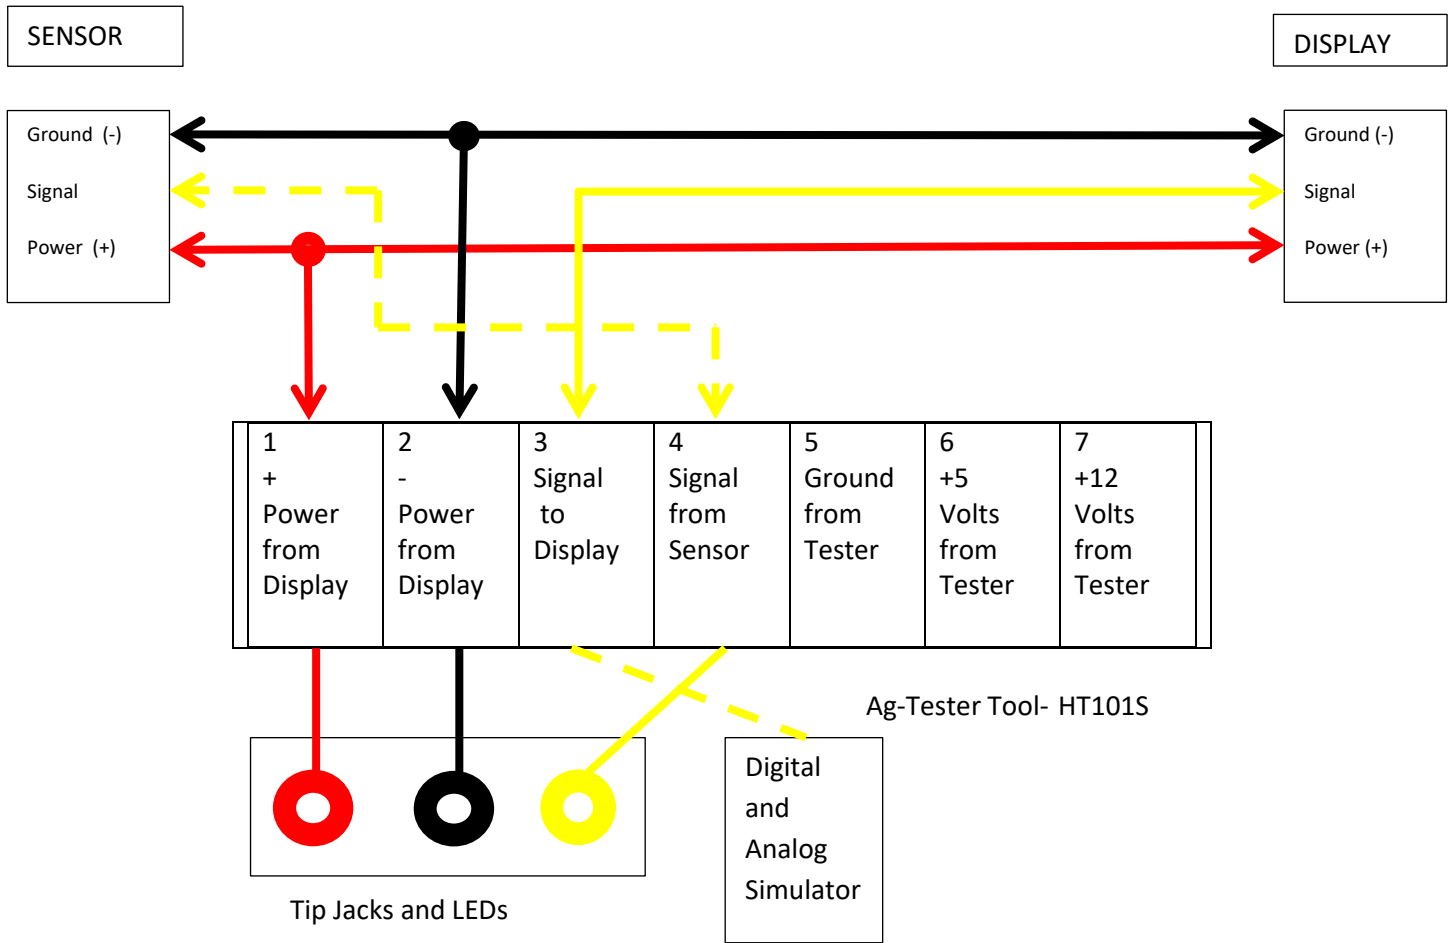 SENSOR
DISPLAY
Ground (-)
Signal
Power (+)
Ground (-)
Signal
Power (+)
1
+
Power
from
Display
2
-
Power
from
Display
3
Signal
to
Display
4
Signal
from
Sensor
5
Ground
from
Tester
6
+5
Volts
from
Tester
7
+12
Volts
from
Tester
Ag-Tester Tool- HT101S
Digital
and
Analog
Simulator
Tip Jacks and LEDs